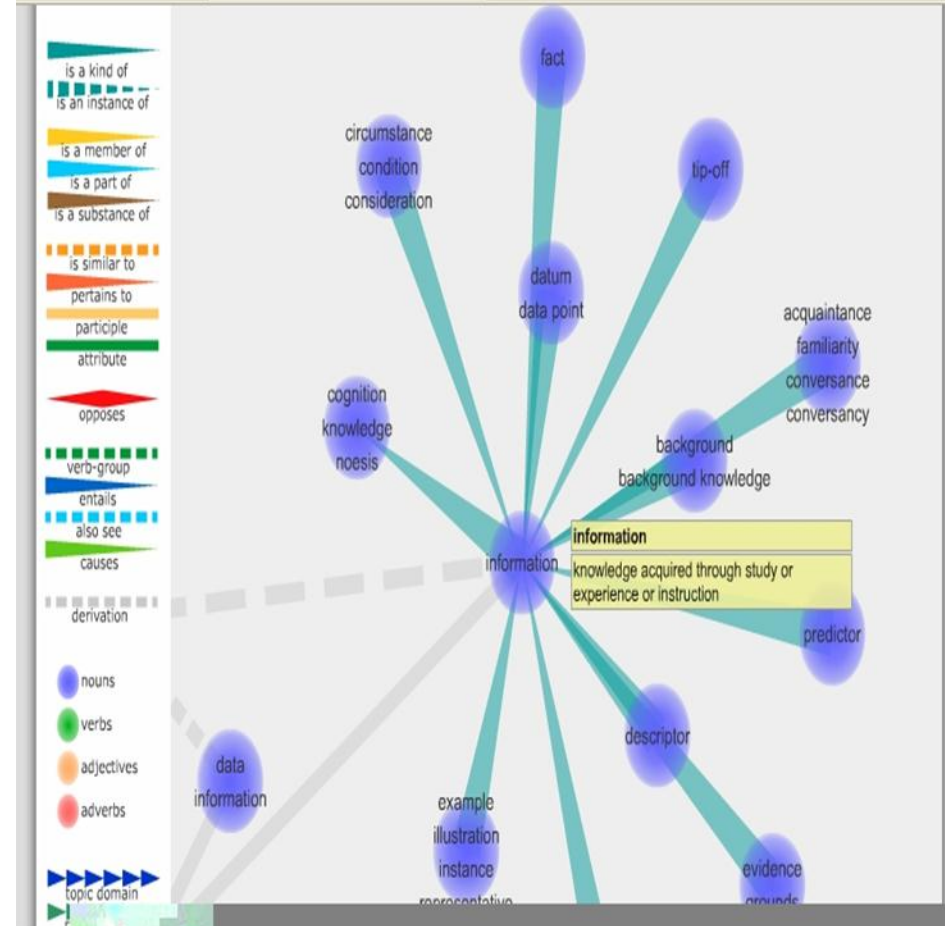 is a kind of
is an instance of
is a member of
is a part of
is a substance of
is similar to
pertains to
participle
attribute
opposes
verb-group
entails
also see
causes
derivation
nouns
verbs
adjectives
adverbs
topic domain
fact
circumstance
condition
consideration
tip-off
datum
data point
acquaintance
familiarity
conversance
conversancy
cognition
knowledge
noesis
background
background knowledge
information
information
knowledge acquired through study or
experience or instruction
predictor
descriptor
data
information
example
illustration
instance
representative
evidence
grounds